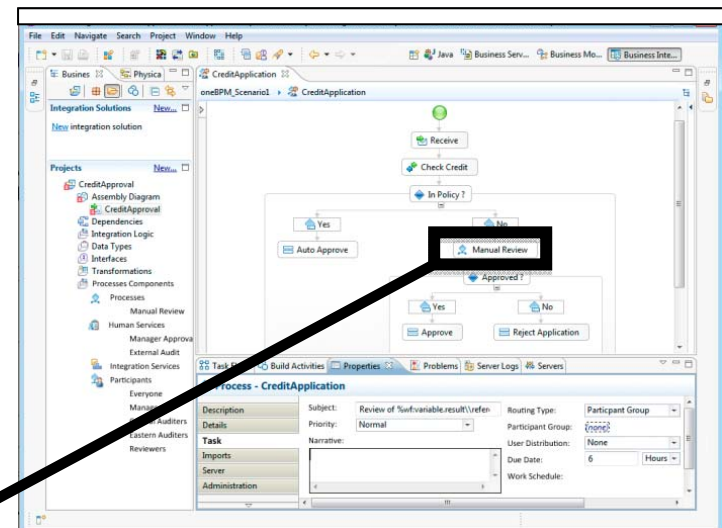 File Edit Navigate Search Project Window Help
Java Business Serv... Business Mo... Business Inte...
Busines Physica
CreditApplication
oneBPM_Scenario1 CreditApplication
Integration Solutions New...
New integration solution
Projects New...
CreditApproval
Assembly Diagram
CreditApproval
Dependencies
Integration Logic
Data Types
Interfaces
Transformations
Processes Components
Processes
Manual Review
Human Services
Manager Approva
External Audit
Integration Services
Participants
Everyone
Eastern Auditers
Reviewers
Receive
Check Credit
In Policy ?
Yes No
Auto Approve Manual Review
Approved ?
Yes No
Approve Reject Application
Build Activities Properties Problems Server Logs Servers
Process - CreditApplication
Description
Details
Task
Imports
Server
Administration
Subject: Review of %wf:variable.result\\refer
Priority: Normal
Narrative:
Routing Type: Particpant Group
Participant Group: (none)
User Distribution: None
Due Date: 6 Hours
Work Schedule: